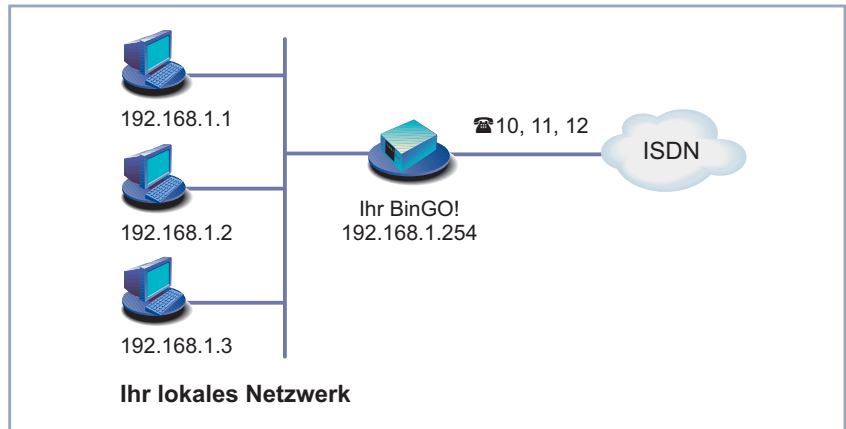 192.168.1.1
192.168.1.2
192.168.1.3
Ihr lokales Netzwerk
Ihr BinGO!
192.168.1.254
☎10, 11, 12
ISDN